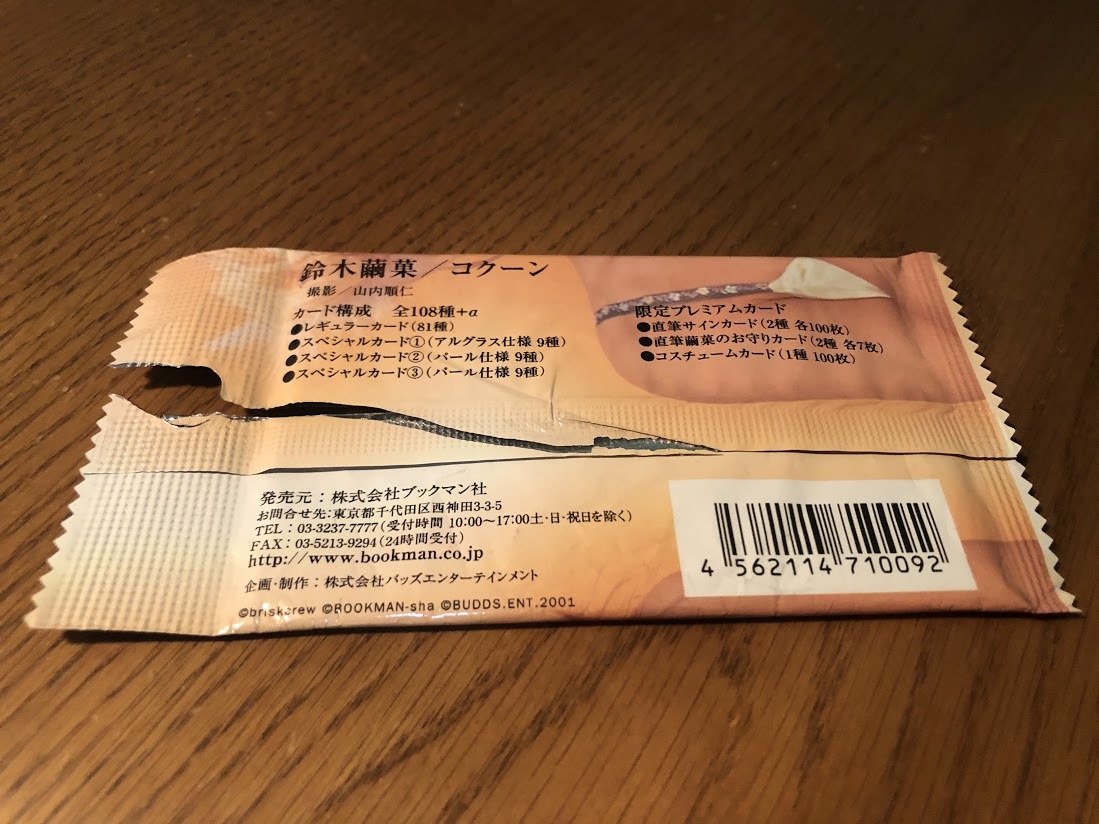 鈴木繭菓／コクーン
撮影／山内順仁
カード構成 全108種+α
●レギュラーカード(81種)
●スペシャルカード①(アルグラス仕様 9種)
●スペシャルカード②(パール仕様 9種)
●スペシャルカード③(パール仕様 9種)
限定プレミアムカード
●直筆サインカード(2種 各100枚)
●直筆繭菓のお守りカード(2種 各7枚)
●コスチュームカード(1種 100枚)
発売元：株式会社ブックマン社
お問合せ先:東京都千代田区西神田3-3-5
TEL：03-3237-7777(受付時間 10:00〜17:00土・日・祝日を除く)
FAX：03-5213-9294(24時間受付)
http://www.bookman.co.jp
企画・制作：株式会社バッズエンターテインメント
©briskcrew ©BOOKMAN-sha ©BUDDS.ENT.2001
4 562114 710092